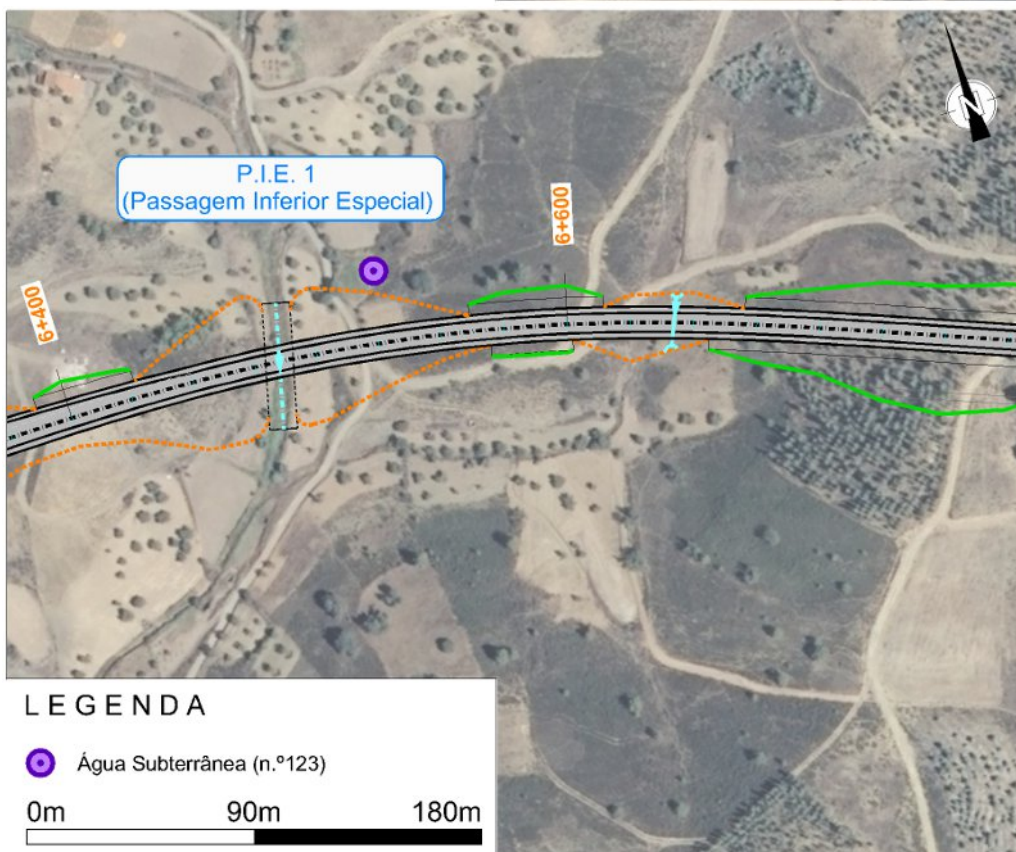 N
P.I.E. 1
(Passagem Inferior Especial)
6+600
6+400
LEGENDA
Água Subterrânea (n.º123)
0m 90m 180m